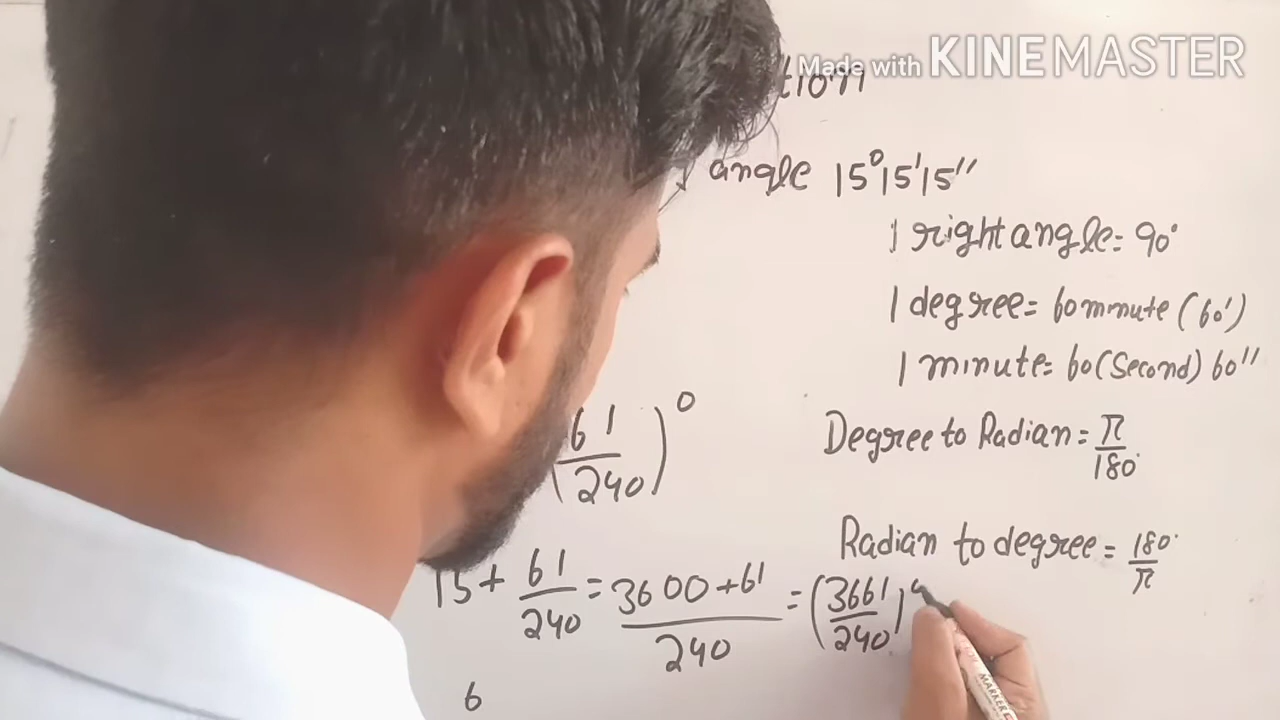 Made with KINEMASTER
tion
angle 15°15'15''
1 right angle = 90°
1 degree = 60 minute (60')
1 minute = 60 (Second) 60''
(61/240)⁰
Degree to Radian = π/180°
Radian to degree = 180°/π
15 + 61/240 = 3600 + 61/240 = (3661/240)
6